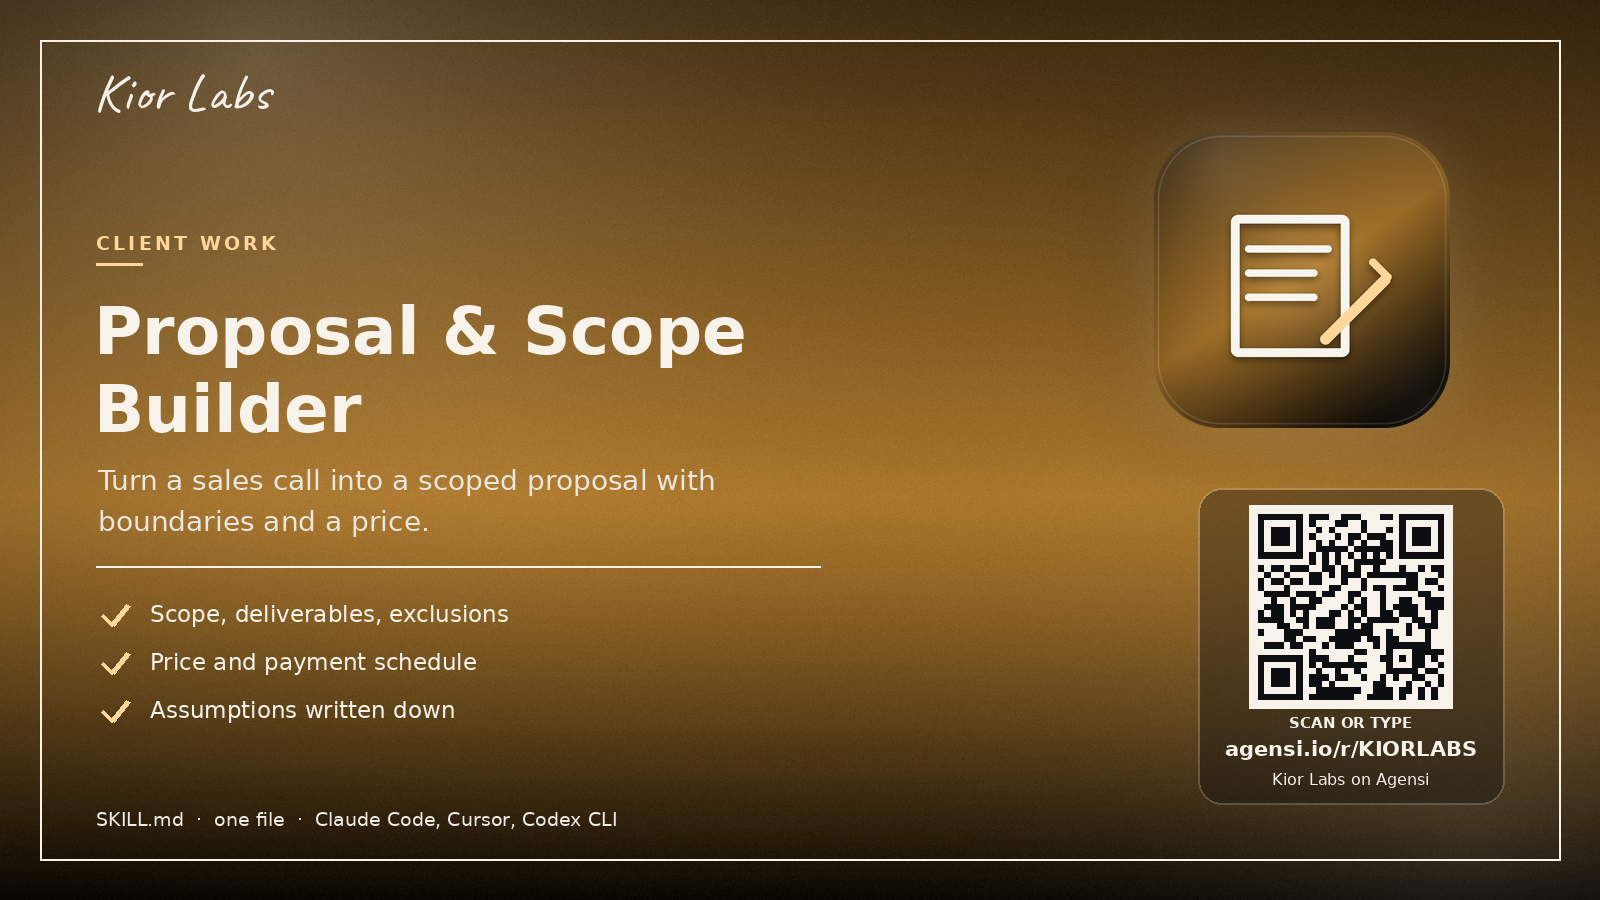 Kior Labs
CLIENT WORK
Proposal & Scope
Builder
Turn a sales call into a scoped proposal with
boundaries and a price.
Scope, deliverables, exclusions
Price and payment schedule
Assumptions written down
SKILL.md · one file · Claude Code, Cursor, Codex CLI
SCAN OR TYPE
agensi.io/r/KIORLABS
Kior Labs on Agensi